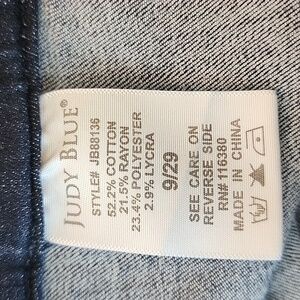 JUDY BLUE®
STYLE# JB88136
52.2% COTTON
21.5% RAYON
23.4% POLYESTER
2.9% LYCRA
9/29
SEE CARE ON
REVERSE SIDE
RN# 116380
MADE IN CHINA